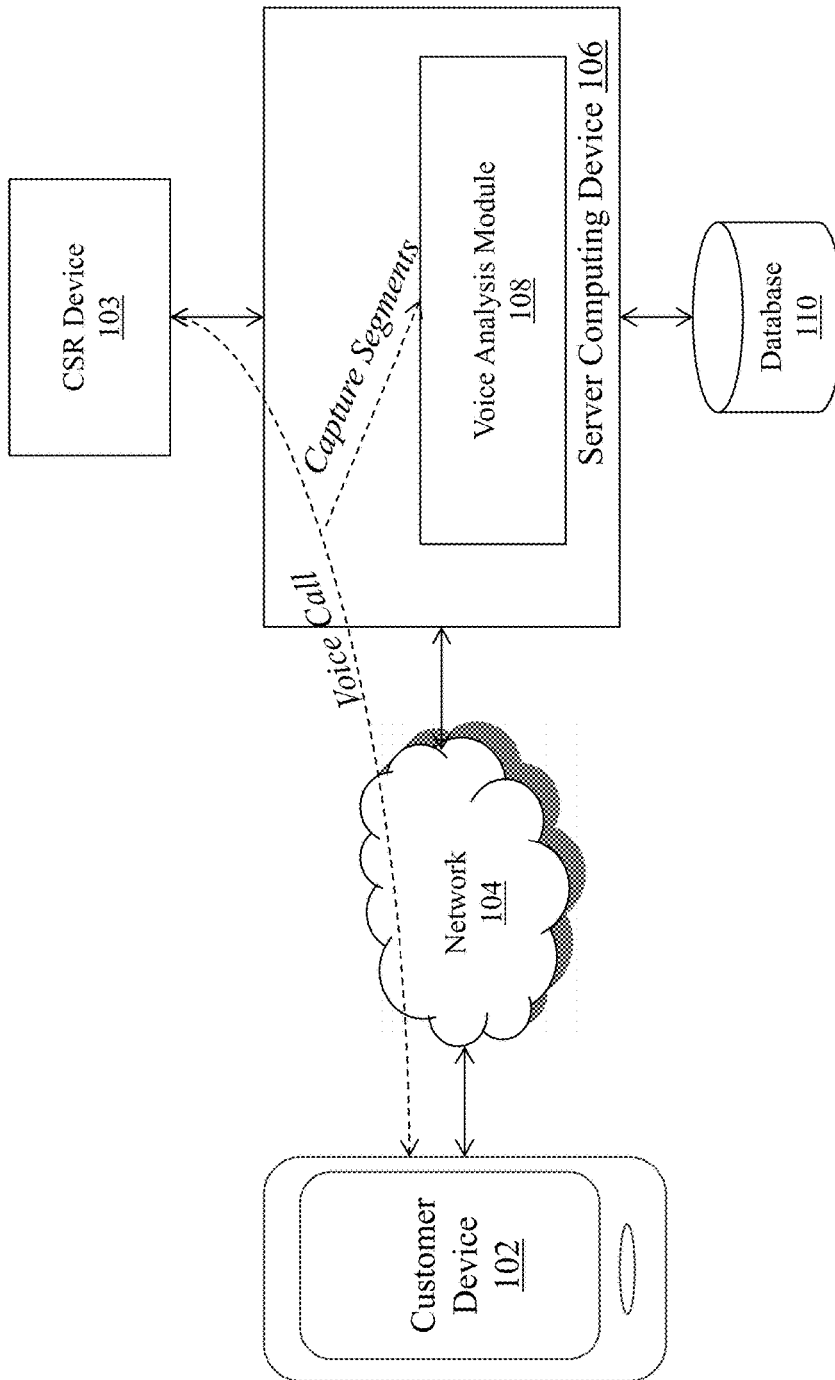 CSR Device
103
Capture Segments
Voice Analysis Module
108
Server Computing Device 106
Database
110
Voice Call
Network
104
Customer
Device
102